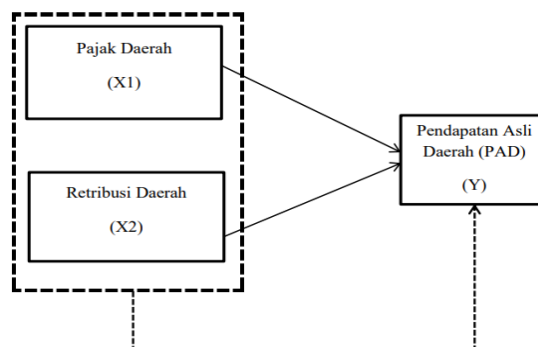 Pajak Daerah
(X1)
Retribusi Daerah
(X2)
Pendapatan Asli
Daerah (PAD)
(Y)